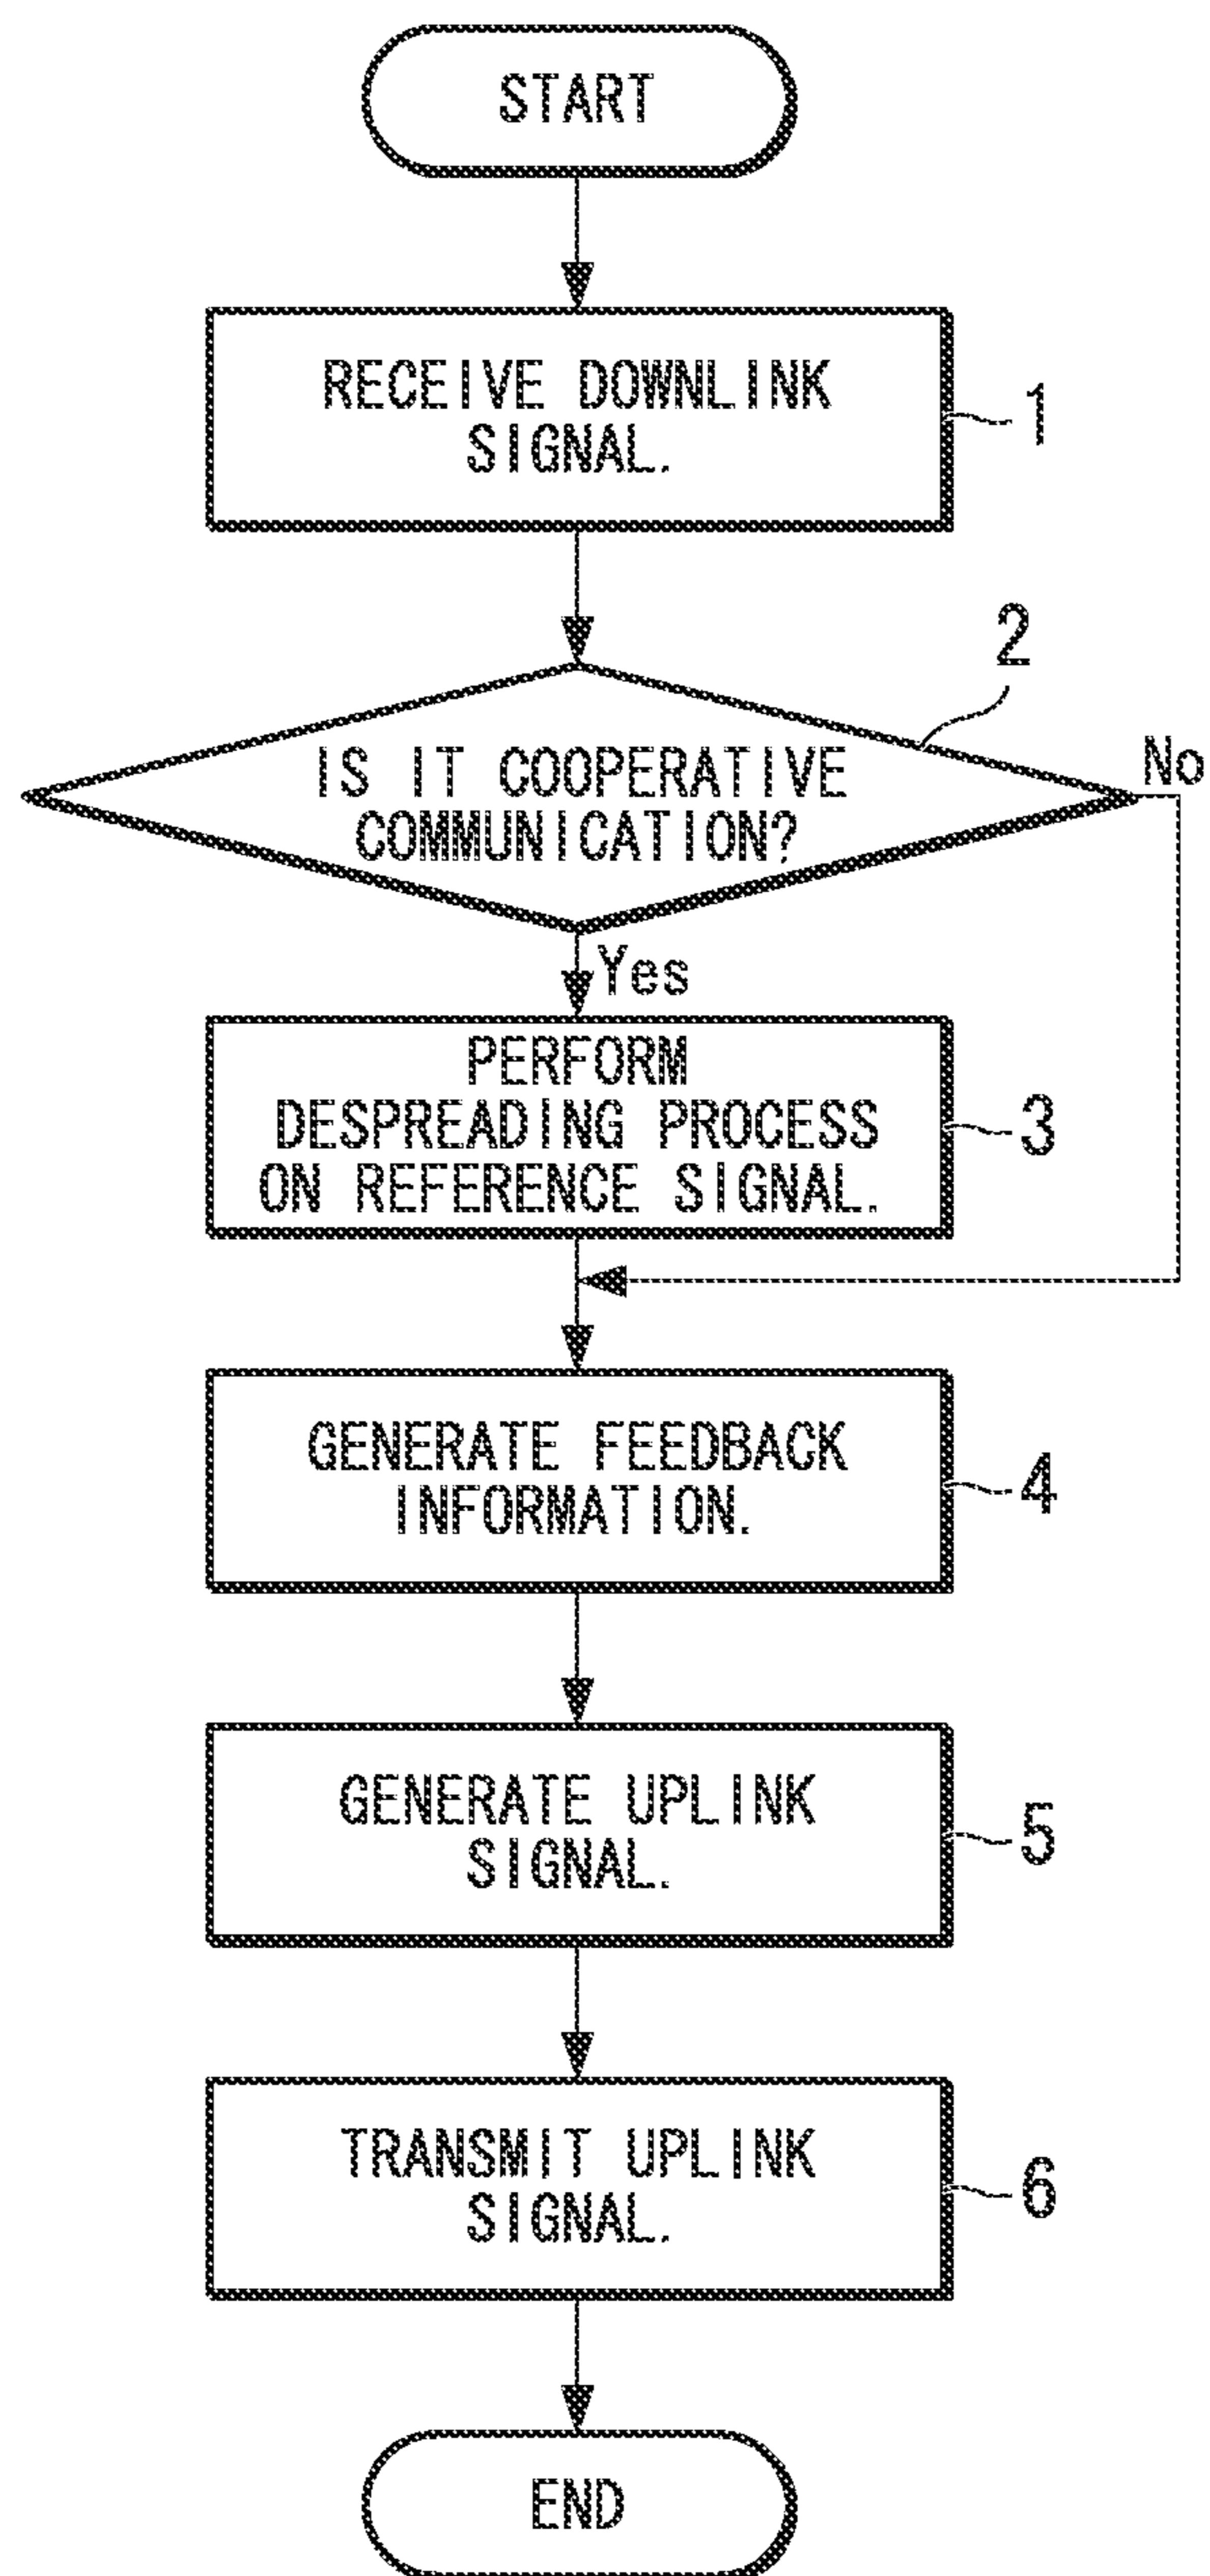 START
RECEIVE DOWNLINK
SIGNAL.
1
2
IS IT COOPERATIVE
COMMUNICATION?
No
Yes
PERFORM
DESPREADING PROCESS
ON REFERENCE SIGNAL.
3
GENERATE FEEDBACK
INFORMATION.
4
GENERATE UPLINK
SIGNAL.
5
TRANSMIT UPLINK
SIGNAL.
6
END